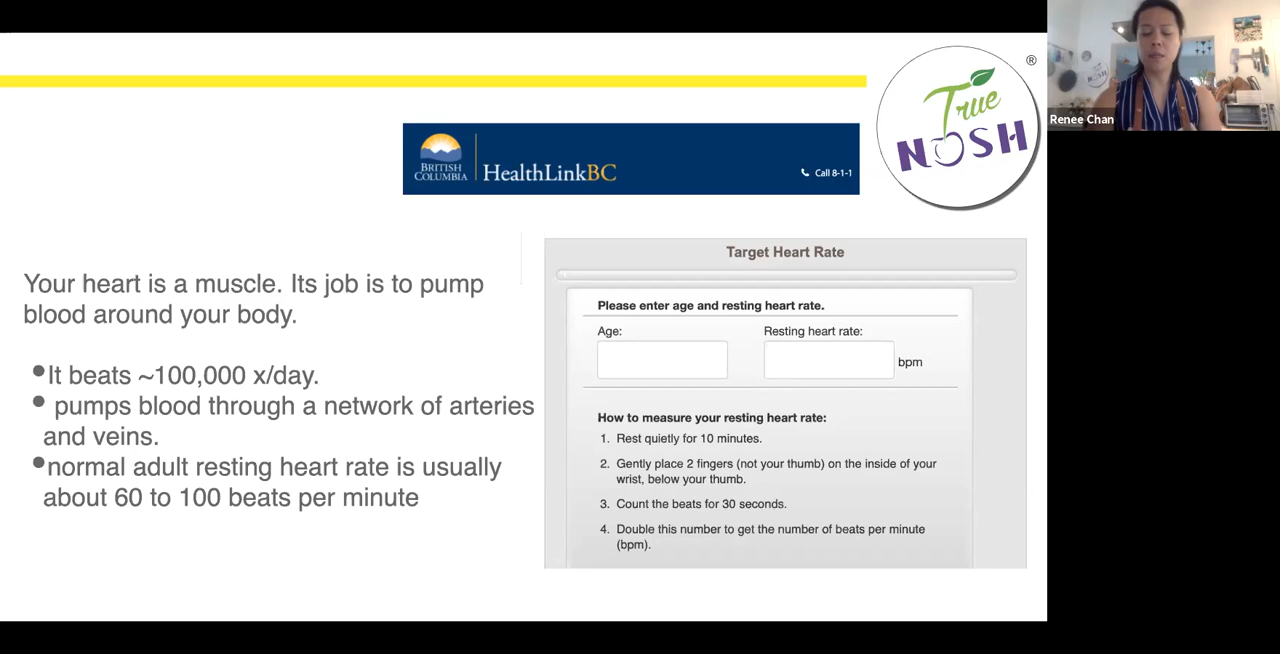 True
NOSH
®
Renee Chan
BRITISH
COLUMBIA
HealthLinkBC
Call 8-1-1
Your heart is a muscle. Its job is to pump
blood around your body.
•It beats ~100,000 x/day.
• pumps blood through a network of arteries
and veins.
•normal adult resting heart rate is usually
about 60 to 100 beats per minute
Target Heart Rate
Please enter age and resting heart rate.
Age:
Resting heart rate:
bpm
How to measure your resting heart rate:
1. Rest quietly for 10 minutes.
2. Gently place 2 fingers (not your thumb) on the inside of your
wrist, below your thumb.
3. Count the beats for 30 seconds.
4. Double this number to get the number of beats per minute
(bpm).